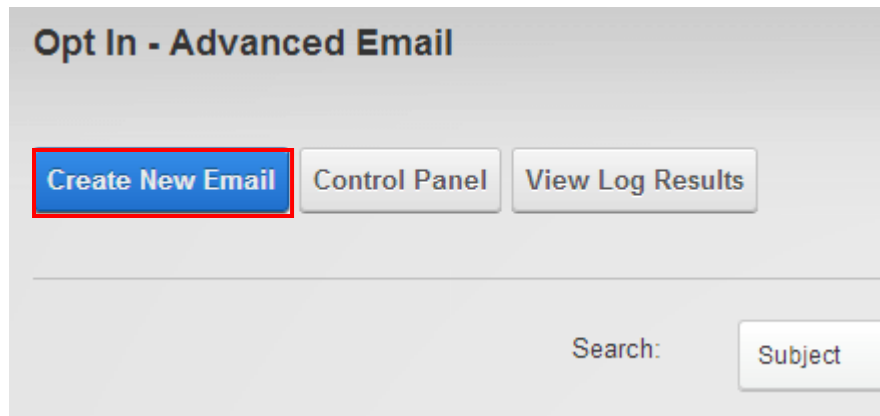 Opt In - Advanced Email
Create New Email Control Panel View Log Results
Search: Subject